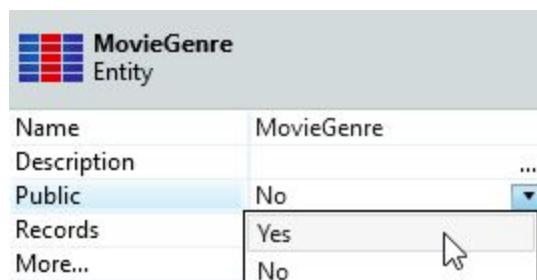 MovieGenre
Entity
Name MovieGenre
Description ...
Public No
Records Yes
More... No